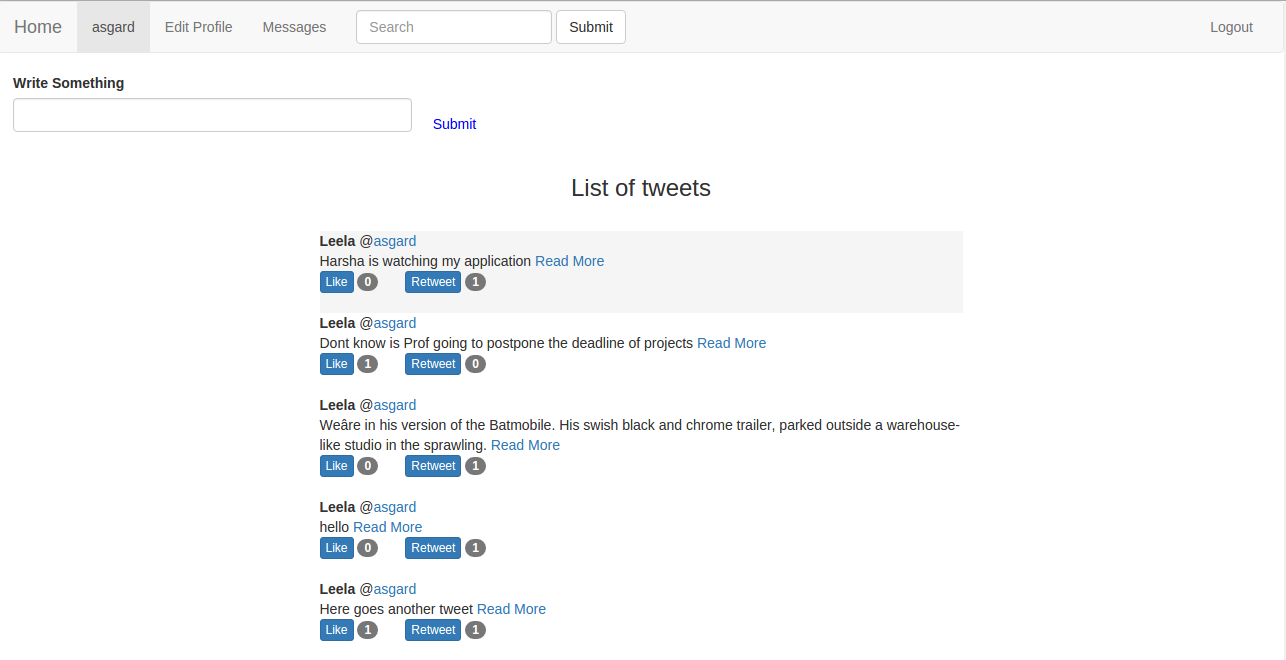 Home asgard Edit Profile Messages Search Submit Logout
Write Something
Submit
List of tweets
Leela @asgard
Harsha is watching my application Read More
Like 0 Retweet 1
Leela @asgard
Dont know is Prof going to postpone the deadline of projects Read More
Like 1 Retweet 0
Leela @asgard
Weâre in his version of the Batmobile. His swish black and chrome trailer, parked outside a warehouse-
like studio in the sprawling. Read More
Like 0 Retweet 1
Leela @asgard
hello Read More
Like 0 Retweet 1
Leela @asgard
Here goes another tweet Read More
Like 1 Retweet 1